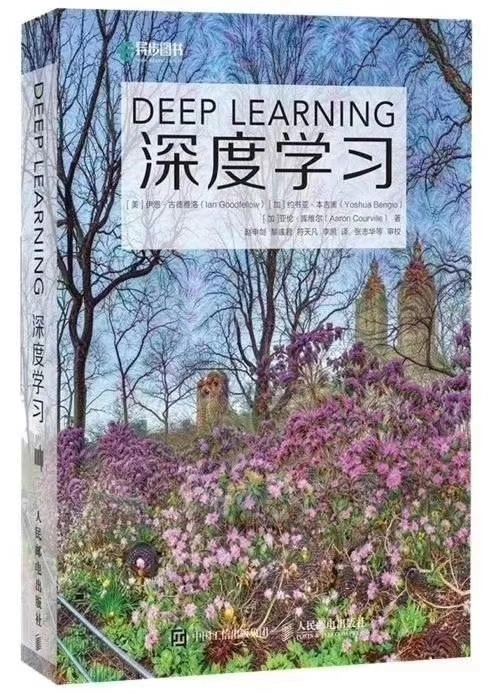 异步图书
DEEP LEARNING
深度学习
[美]伊恩·古德费洛(Ian Goodfellow) [加]约书亚·本吉奥(Yoshua Bengio)
[加]亚伦·库维尔(Aaron Courville) 著
赵申剑 黎彧君 符天凡 李凯 译 张志华等 审校
中国工信出版集团
人民邮电出版社
DEEP LEARNING 深度学习
人民邮电出版社